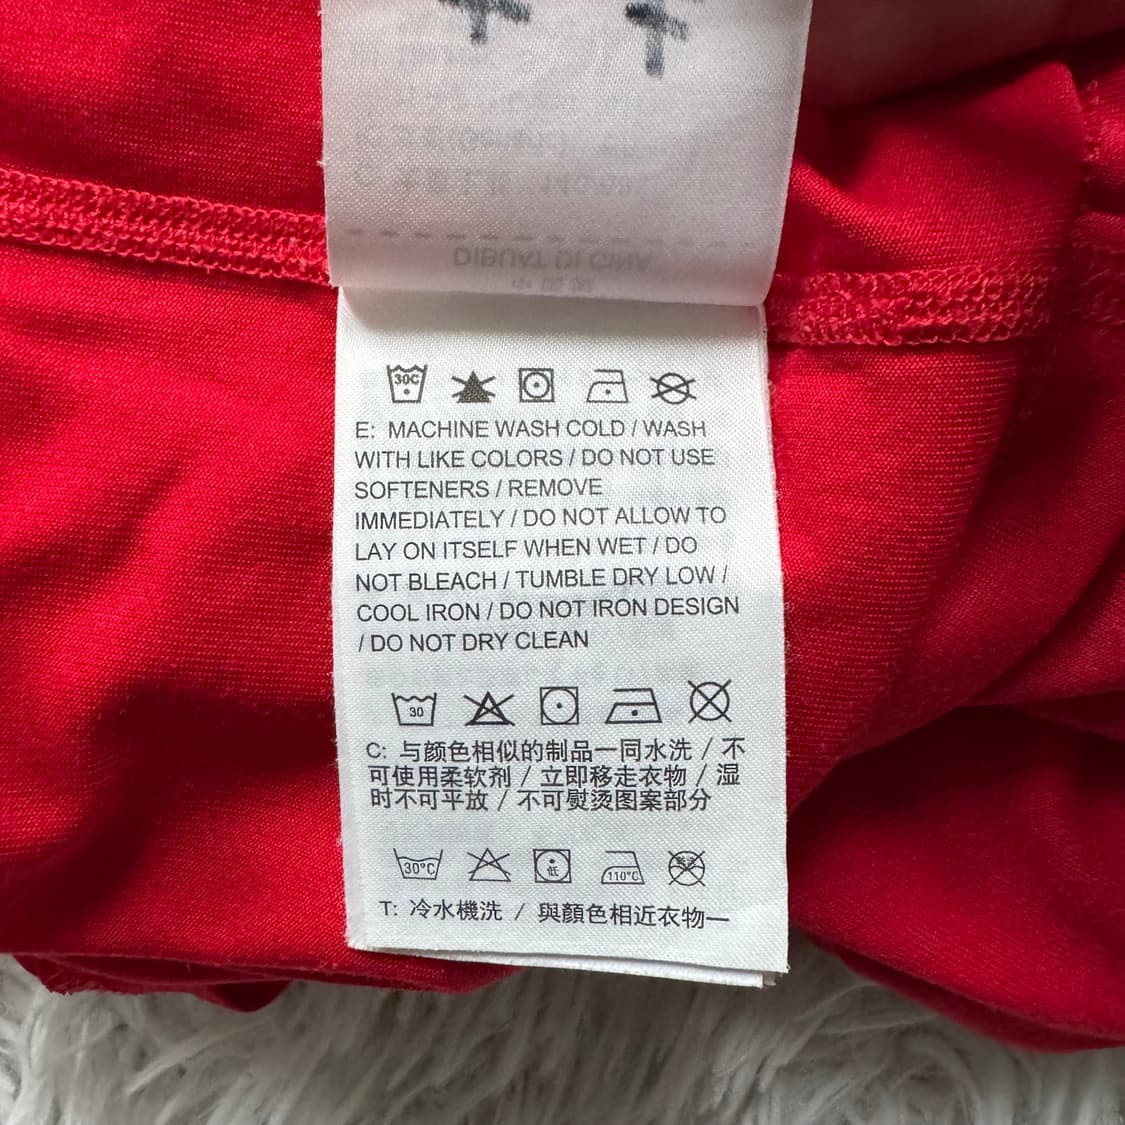 DIBUAT DI CINA
30C
E: MACHINE WASH COLD / WASH
WITH LIKE COLORS / DO NOT USE
SOFTENERS / REMOVE
IMMEDIATELY / DO NOT ALLOW TO
LAY ON ITSELF WHEN WET / DO
NOT BLEACH / TUMBLE DRY LOW /
COOL IRON / DO NOT IRON DESIGN
/ DO NOT DRY CLEAN
30
C: 与颜色相似的制品一同水洗 / 不
可使用柔软剂 / 立即移走衣物 / 湿
时不可平放 / 不可熨烫图案部分
30°C 低 110°C
T: 冷水機洗 / 與顏色相近衣物一